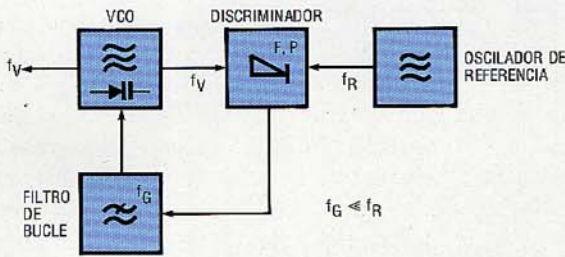 VCO
DISCRIMINADOR
F, P
fV
fV
fR
OSCILADOR DE
REFERENCIA
FILTRO
DE
BUCLE
fG
fG ≪ fR